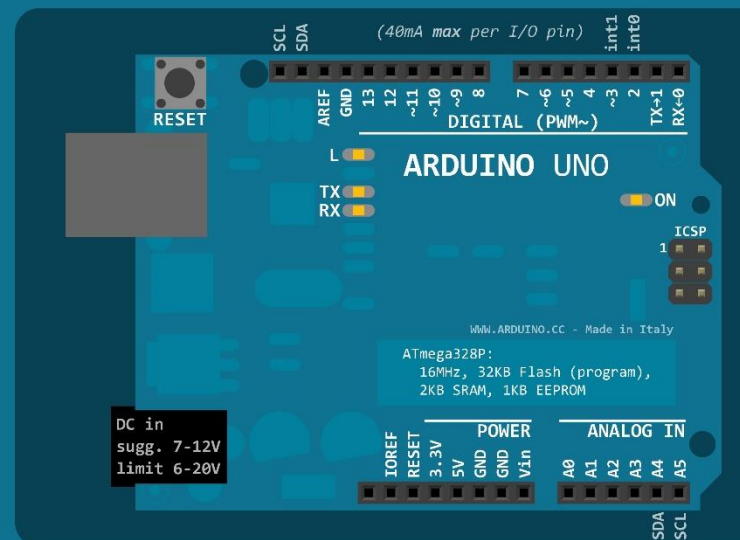 SCL
SDA
(40mA max per I/O pin)
int1
int0
RESET
AREF
GND
13
12
~11
~10
~9
8
7
~6
~5
4
~3
2
TX→1
RX←0
DIGITAL (PWM~)
L
TX
RX
ARDUINO UNO
ON
ICSP
1
WWW.ARDUINO.CC - Made in Italy
ATmega328P:
16MHz, 32KB Flash (program),
2KB SRAM, 1KB EEPROM
DC in
sugg. 7-12V
limit 6-20V
POWER
ANALOG IN
IOREF
RESET
3.3V
5V
GND
GND
Vin
A0
A1
A2
A3
A4
A5
SDA
SCL